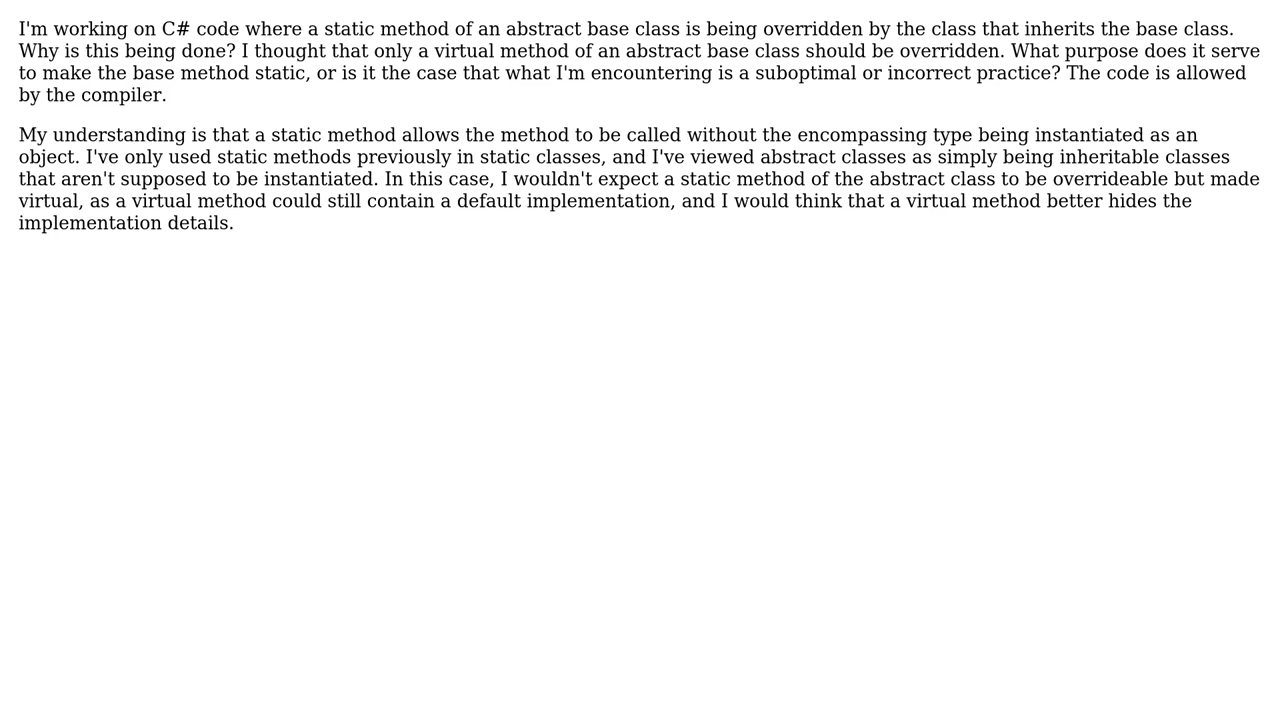 I'm working on C# code where a static method of an abstract base class is being overridden by the class that inherits the base class.
Why is this being done? I thought that only a virtual method of an abstract base class should be overridden. What purpose does it serve
to make the base method static, or is it the case that what I'm encountering is a suboptimal or incorrect practice? The code is allowed
by the compiler.
My understanding is that a static method allows the method to be called without the encompassing type being instantiated as an
object. I've only used static methods previously in static classes, and I've viewed abstract classes as simply being inheritable classes
that aren't supposed to be instantiated. In this case, I wouldn't expect a static method of the abstract class to be overrideable but made
virtual, as a virtual method could still contain a default implementation, and I would think that a virtual method better hides the
implementation details.